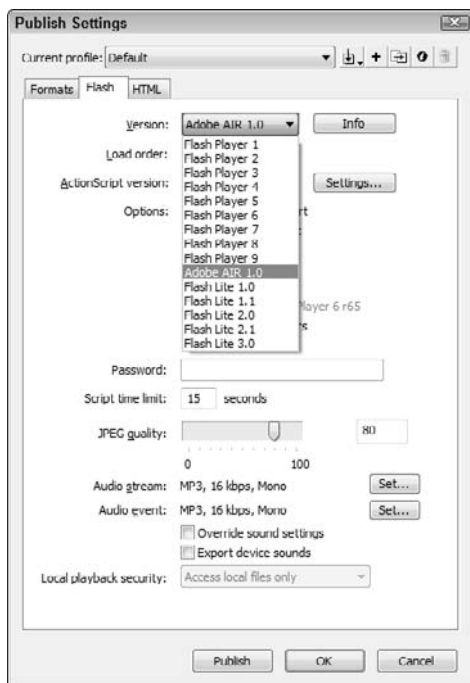 Publish Settings
Current profile: Default
Formats Flash HTML
Version: Adobe AIR 1.0 Info
Flash Player 1
Load order:
Flash Player 2
Flash Player 3
ActionScript version:
Flash Player 4
Settings...
Flash Player 5
Options:
Flash Player 6
rt
Flash Player 7
Flash Player 8
Flash Player 9
Adobe AIR 1.0
Flash Lite 1.0
Flash Lite 1.1
Player 6 r65
Flash Lite 2.0
Flash Lite 2.1
s
Flash Lite 3.0
Password:
Script time limit: 15 seconds
JPEG quality: 80
0 100
Audio stream: MP3, 16 kbps, Mono Set...
Audio event: MP3, 16 kbps, Mono Set...
Override sound settings
Export device sounds
Local playback security: Access local files only
Publish OK Cancel